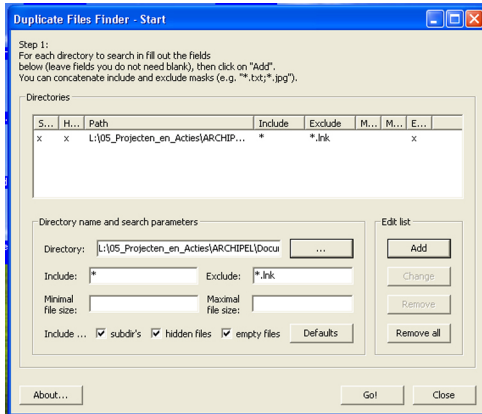 Duplicate Files Finder - Start
Step 1:
For each directory to search in fill out the fields
below (leave fields you do not need blank), then click on "Add".
You can concatenate include and exclude masks (e.g. "*.txt;*.jpg").
Directories
S... H... Path Include Exclude M... M... E...
x x L:\05_Projecten_en_Acties\ARCHIP... * *.lnk x
Directory name and search parameters
Edit list
Directory: L:\05_Projecten_en_Acties\ARCHIPEL\Docui ... Add
Include: * Exclude: *.lnk Change
Minimal file size: Maximal file size: Remove
Include ... subdir's hidden files empty files Defaults Remove all
About... Go! Close